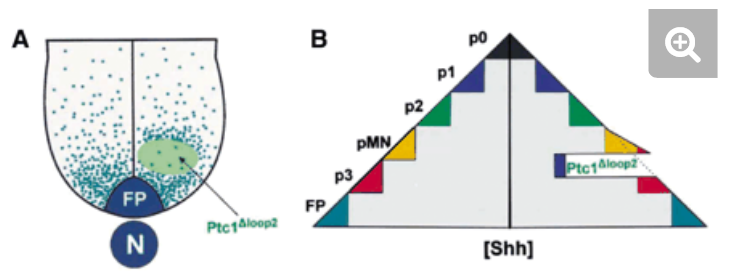 A
FP
N
Ptc1Δloop2
B
p0
p1
p2
pMN
p3
FP
Ptc1Δloop2
[Shh]